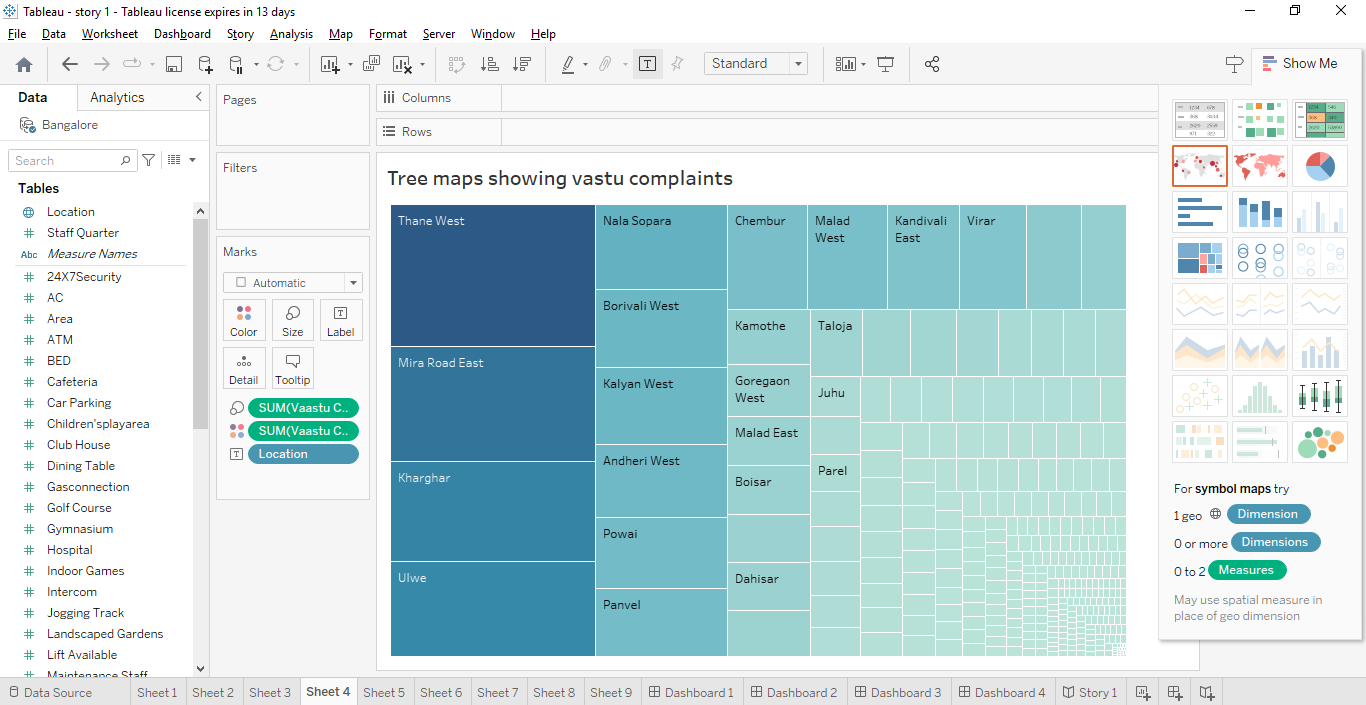 Tableau - story 1 - Tableau license expires in 13 days
File Data Worksheet Dashboard Story Analysis Map Format Server Window Help
Standard
Show Me
Data Analytics
Bangalore
Search
Tables
Location
Staff Quarter
Abc Measure Names
24X7Security
AC
Area
ATM
BED
Cafeteria
Car Parking
Children'splayarea
Club House
Dining Table
Gasconnection
Golf Course
Gymnasium
Hospital
Indoor Games
Intercom
Jogging Track
Landscaped Gardens
Lift Available
Maintenance Staff
Pages
Filters
Marks
Automatic
Color Size Label
Detail Tooltip
SUM(Vaastu C..
SUM(Vaastu C..
Location
Columns
Rows
Tree maps showing vastu complaints
Thane West
Mira Road East
Kharghar
Ulwe
Nala Sopara
Borivali West
Kalyan West
Andheri West
Powai
Panvel
Chembur
Malad
West
Kandivali
East
Virar
Kamothe
Goregaon
West
Malad East
Boisar
Dahisar
Taloja
Juhu
Parel
For symbol maps try
1 geo Dimension
0 or more Dimensions
0 to 2 Measures
May use spatial measure in
place of geo dimension
Data Source Sheet 1 Sheet 2 Sheet 3 Sheet 4 Sheet 5 Sheet 6 Sheet 7 Sheet 8 Sheet 9 Dashboard 1 Dashboard 2 Dashboard 3 Dashboard 4 Story 1